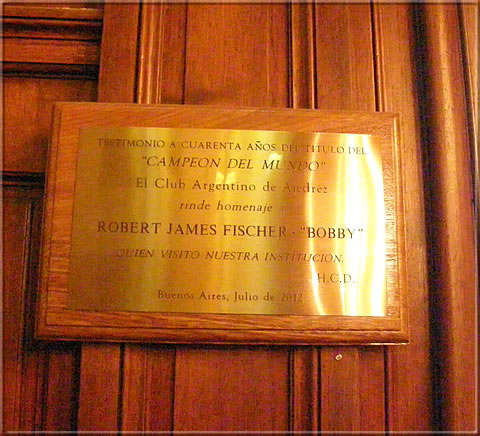 TESTIMONIO A CUARENTA AÑOS DEL TITULO DEL
"CAMPEON DEL MUNDO"
El Club Argentino de Ajedrez
rinde homenaje a
ROBERT JAMES FISCHER - "BOBBY"
QUIEN VISITO NUESTRA INSTITUCION.
H.C.D.
Buenos Aires, Julio de 2012